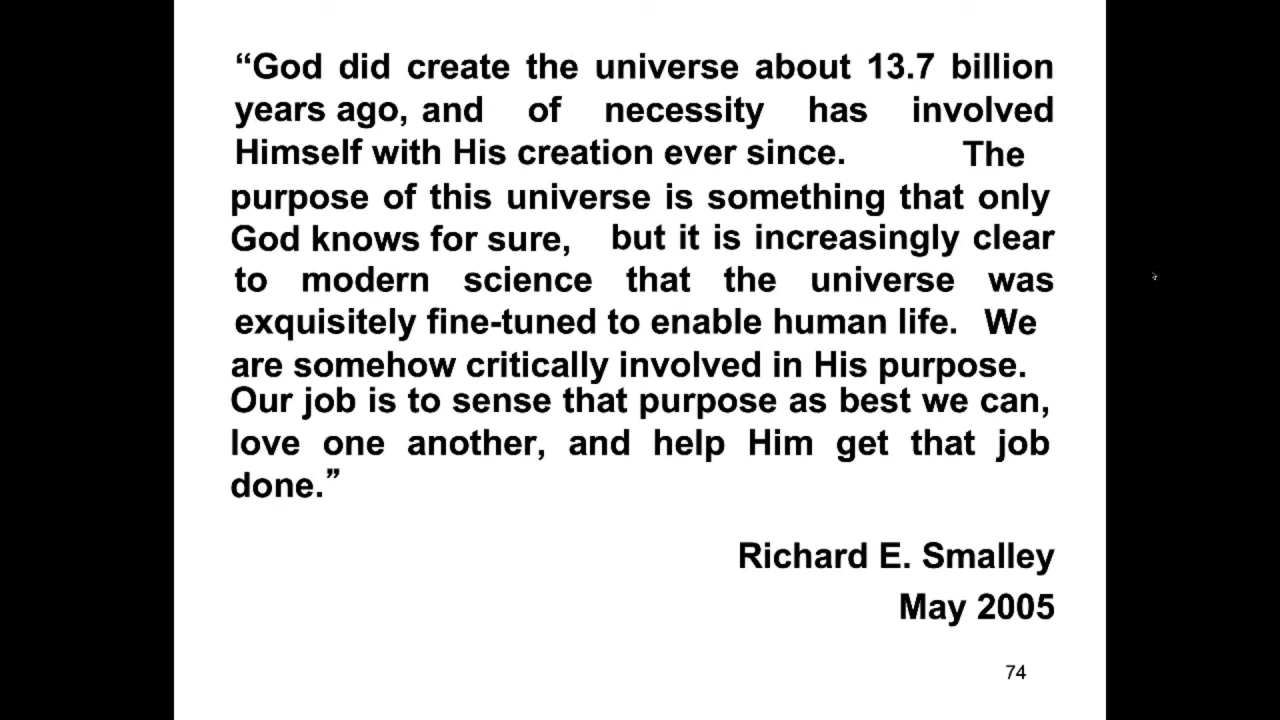 “God did create the universe about 13.7 billion
years ago, and of necessity has involved
Himself with His creation ever since. The
purpose of this universe is something that only
God knows for sure, but it is increasingly clear
to modern science that the universe was
exquisitely fine-tuned to enable human life. We
are somehow critically involved in His purpose.
Our job is to sense that purpose as best we can,
love one another, and help Him get that job
done.”
Richard E. Smalley
May 2005
74